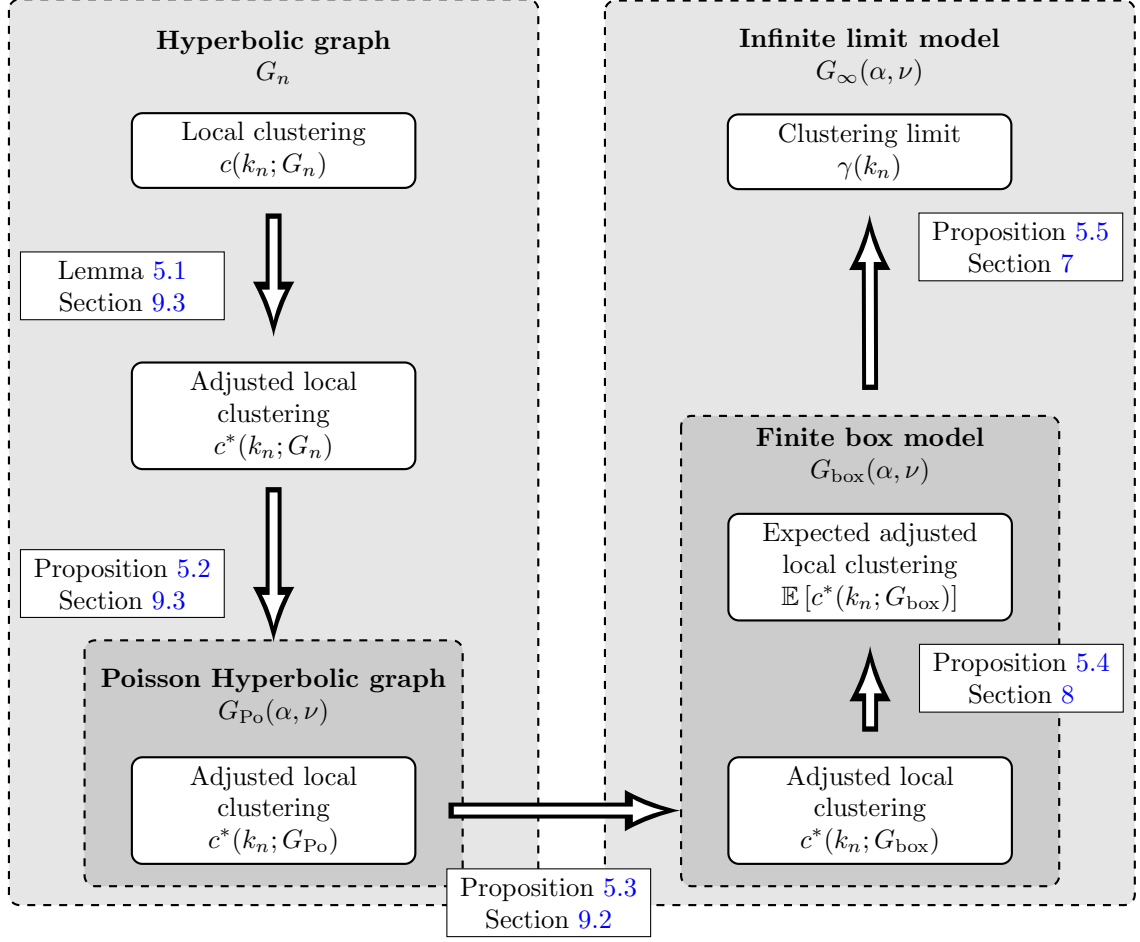 Hyperbolic graph
G_n
Local clustering
c(k_n; G_n)
Lemma 5.1
Section 9.3
Adjusted local
clustering
c*(k_n; G_n)
Proposition 5.2
Section 9.3
Poisson Hyperbolic graph
G_Po(α, ν)
Adjusted local
clustering
c*(k_n; G_Po)
Proposition 5.3
Section 9.2
Infinite limit model
G_∞(α, ν)
Clustering limit
γ(k_n)
Proposition 5.5
Section 7
Finite box model
G_box(α, ν)
Expected adjusted
local clustering
𝔼 [c*(k_n; G_box)]
Proposition 5.4
Section 8
Adjusted local
clustering
c*(k_n; G_box)